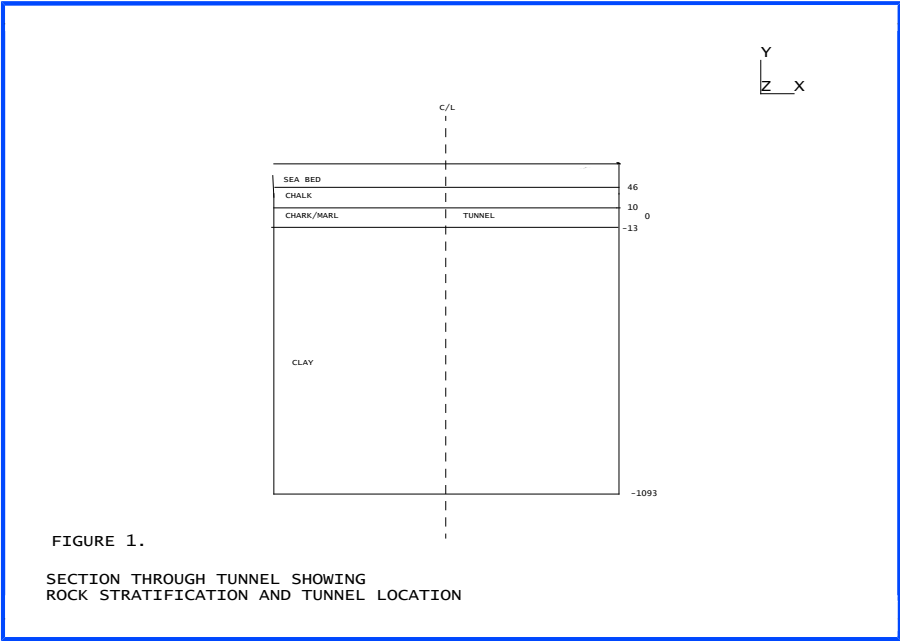 Y
Z X
C/L
SEA BED
46
CHALK
10
CHARK/MARL TUNNEL 0
-13
CLAY
-1093
FIGURE 1.
SECTION THROUGH TUNNEL SHOWING
ROCK STRATIFICATION AND TUNNEL LOCATION